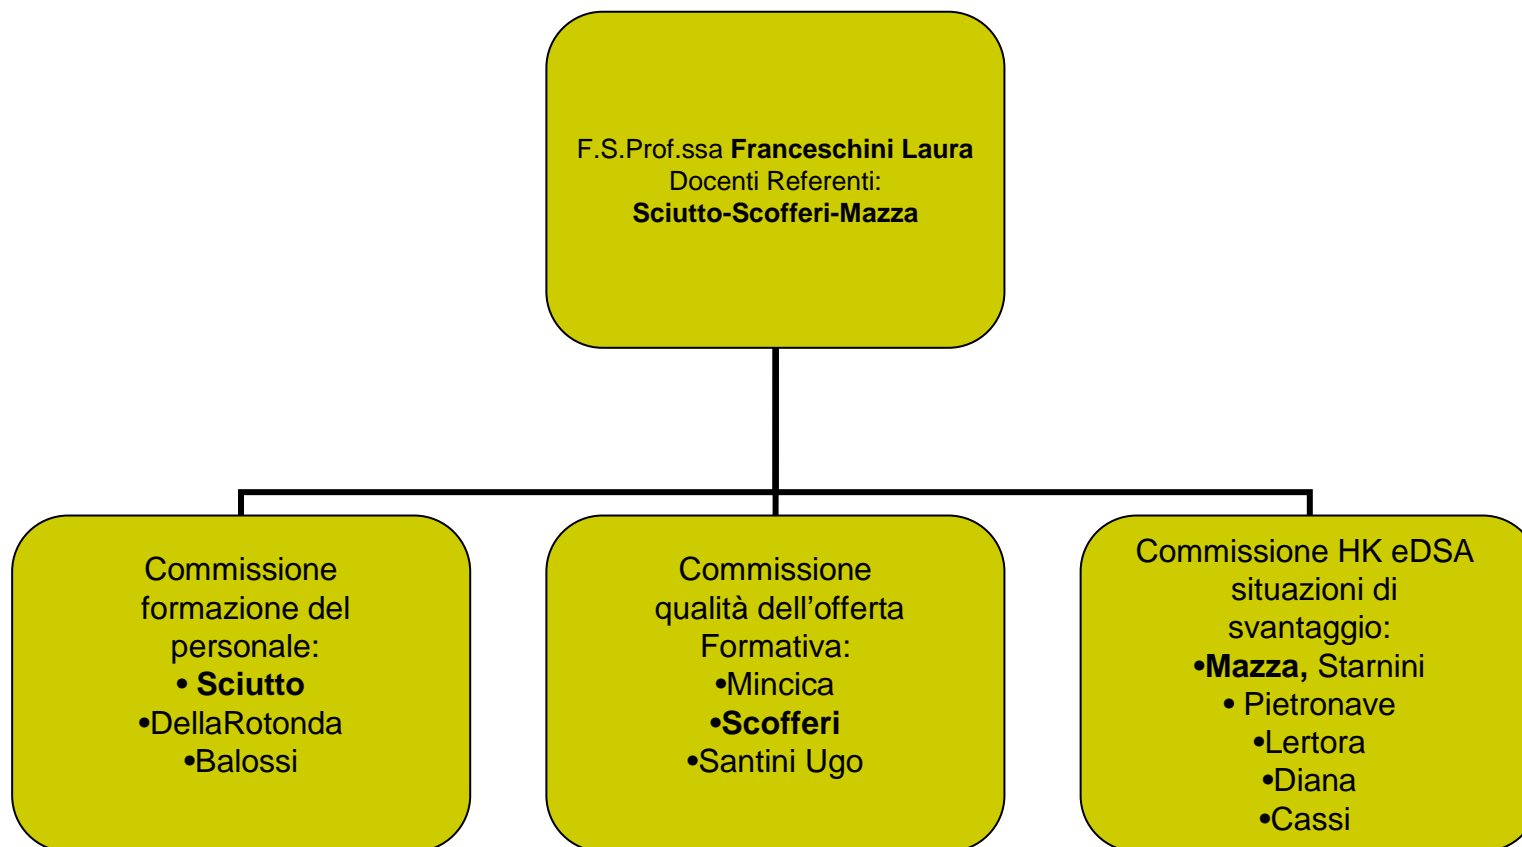 F.S.Prof.ssa Franceschini Laura
Docenti Referenti:
Sciutto-Scofferi-Mazza
Commissione
formazione del
personale:
• Sciutto
•DellaRotonda
•Balossi
Commissione
qualità dell’offerta
Formativa:
•Mincica
•Scofferi
•Santini Ugo
Commissione HK eDSA
situazioni di
svantaggio:
•Mazza, Starnini
• Pietronave
•Lertora
•Diana
•Cassi